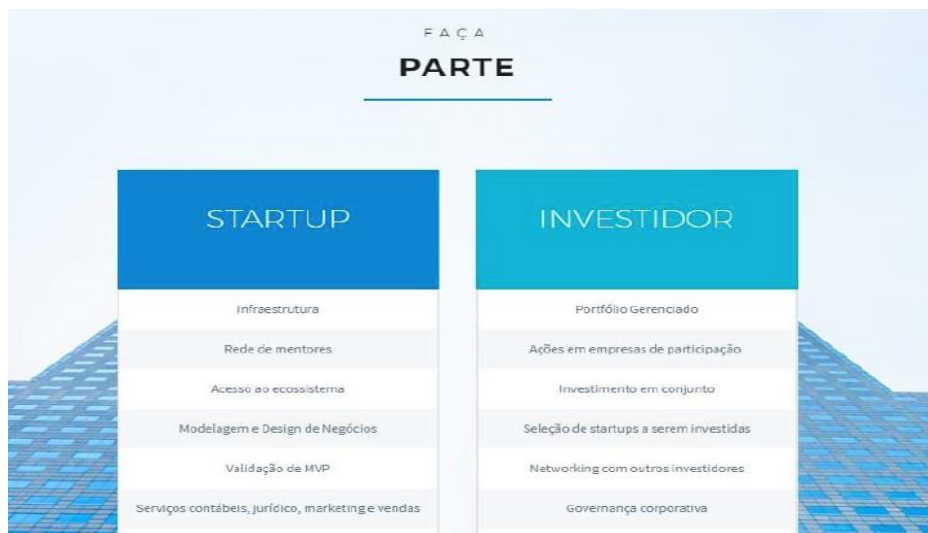 FAÇA
PARTE
STARTUP
Infraestrutura
Rede de mentores
Acesso ao ecossistema
Modelagem e Design de Negócios
Validação de MVP
Serviços contábeis, jurídico, marketing e vendas
INVESTIDOR
Portfólio Gerenciado
Ações em empresas de participação
Investimento em conjunto
Seleção de startups a serem investidas
Networking com outros investidores
Governança corporativa